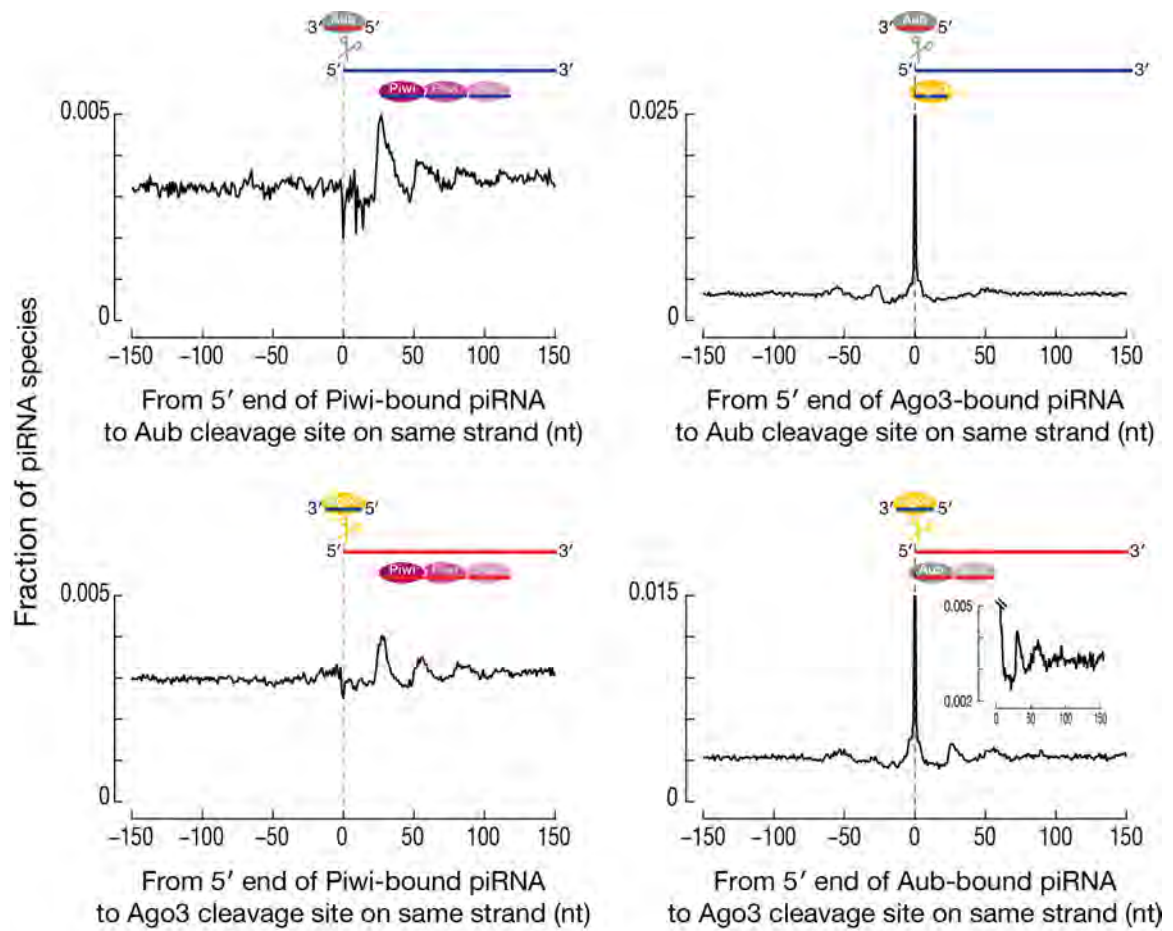 Fraction of piRNA species
3′ Aub 5′
5′ 3′
Piwi Piwi
0.005
0
−150 −100 −50 0 50 100 150
From 5′ end of Piwi-bound piRNA
to Aub cleavage site on same strand (nt)
3′ Aub 5′
5′ 3′
0.025
0
−150 −100 −50 0 50 100 150
From 5′ end of Ago3-bound piRNA
to Aub cleavage site on same strand (nt)
3′ 5′
5′ 3′
Piwi Piwi
0.005
0
−150 −100 −50 0 50 100 150
From 5′ end of Piwi-bound piRNA
to Ago3 cleavage site on same strand (nt)
3′ 5′
5′ 3′
Aub
0.015
0
0.005
0.002
0 50 100 150
−150 −100 −50 0 50 100 150
From 5′ end of Aub-bound piRNA
to Ago3 cleavage site on same strand (nt)